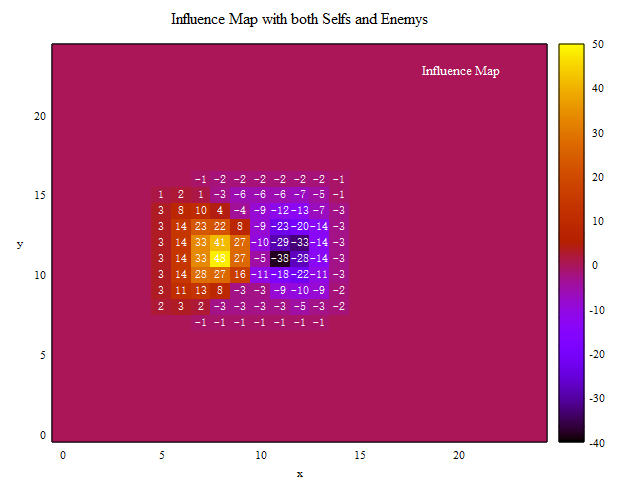 Influence Map with both Selfs and Enemys
Influence Map
50
40
30
20
10
0
-10
-20
-30
-40
20
15
10
5
0
y
-1 -2 -2 -2 -2 -2 -2 -1
1 2 1 -3 -6 -6 -6 -7 -5 -1
3 8 10 4 -4 -9 -12 -13 -7 -3
3 14 23 22 8 -9 -23 -20 -14 -3
3 14 33 41 27 -10 -29 -33 -14 -3
3 14 33 48 27 -5 -38 -28 -14 -3
3 14 28 27 16 -11 -18 -22 -11 -3
3 11 13 8 -3 -3 -9 -10 -9 -2
2 3 2 -3 -3 -3 -3 -5 -3 -2
-1 -1 -1 -1 -1 -1 -1
0 5 10 15 20
x